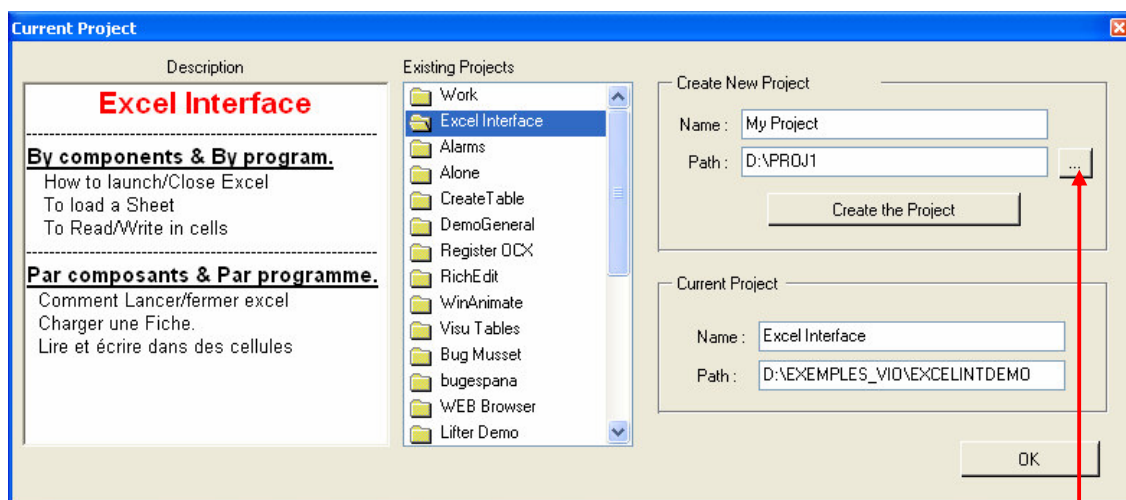 Current Project
Description
Excel Interface
By components & By program.
How to launch/Close Excel
To load a Sheet
To Read/Write in cells
Par composants & Par programme.
Comment Lancer/fermer excel
Charger une Fiche.
Lire et écrire dans des cellules
Existing Projects
Work
Excel Interface
Alarms
Alone
CreateTable
DemoGeneral
Register OCX
RichEdit
WinAnimate
Visu Tables
Bug Musset
bugespana
WEB Browser
Lifter Demo
Create New Project
Name : My Project
Path : D:\PROJ1 ...
Create the Project
Current Project
Name : Excel Interface
Path : D:\EXEMPLES_VIO\EXCELINTDEMO
OK